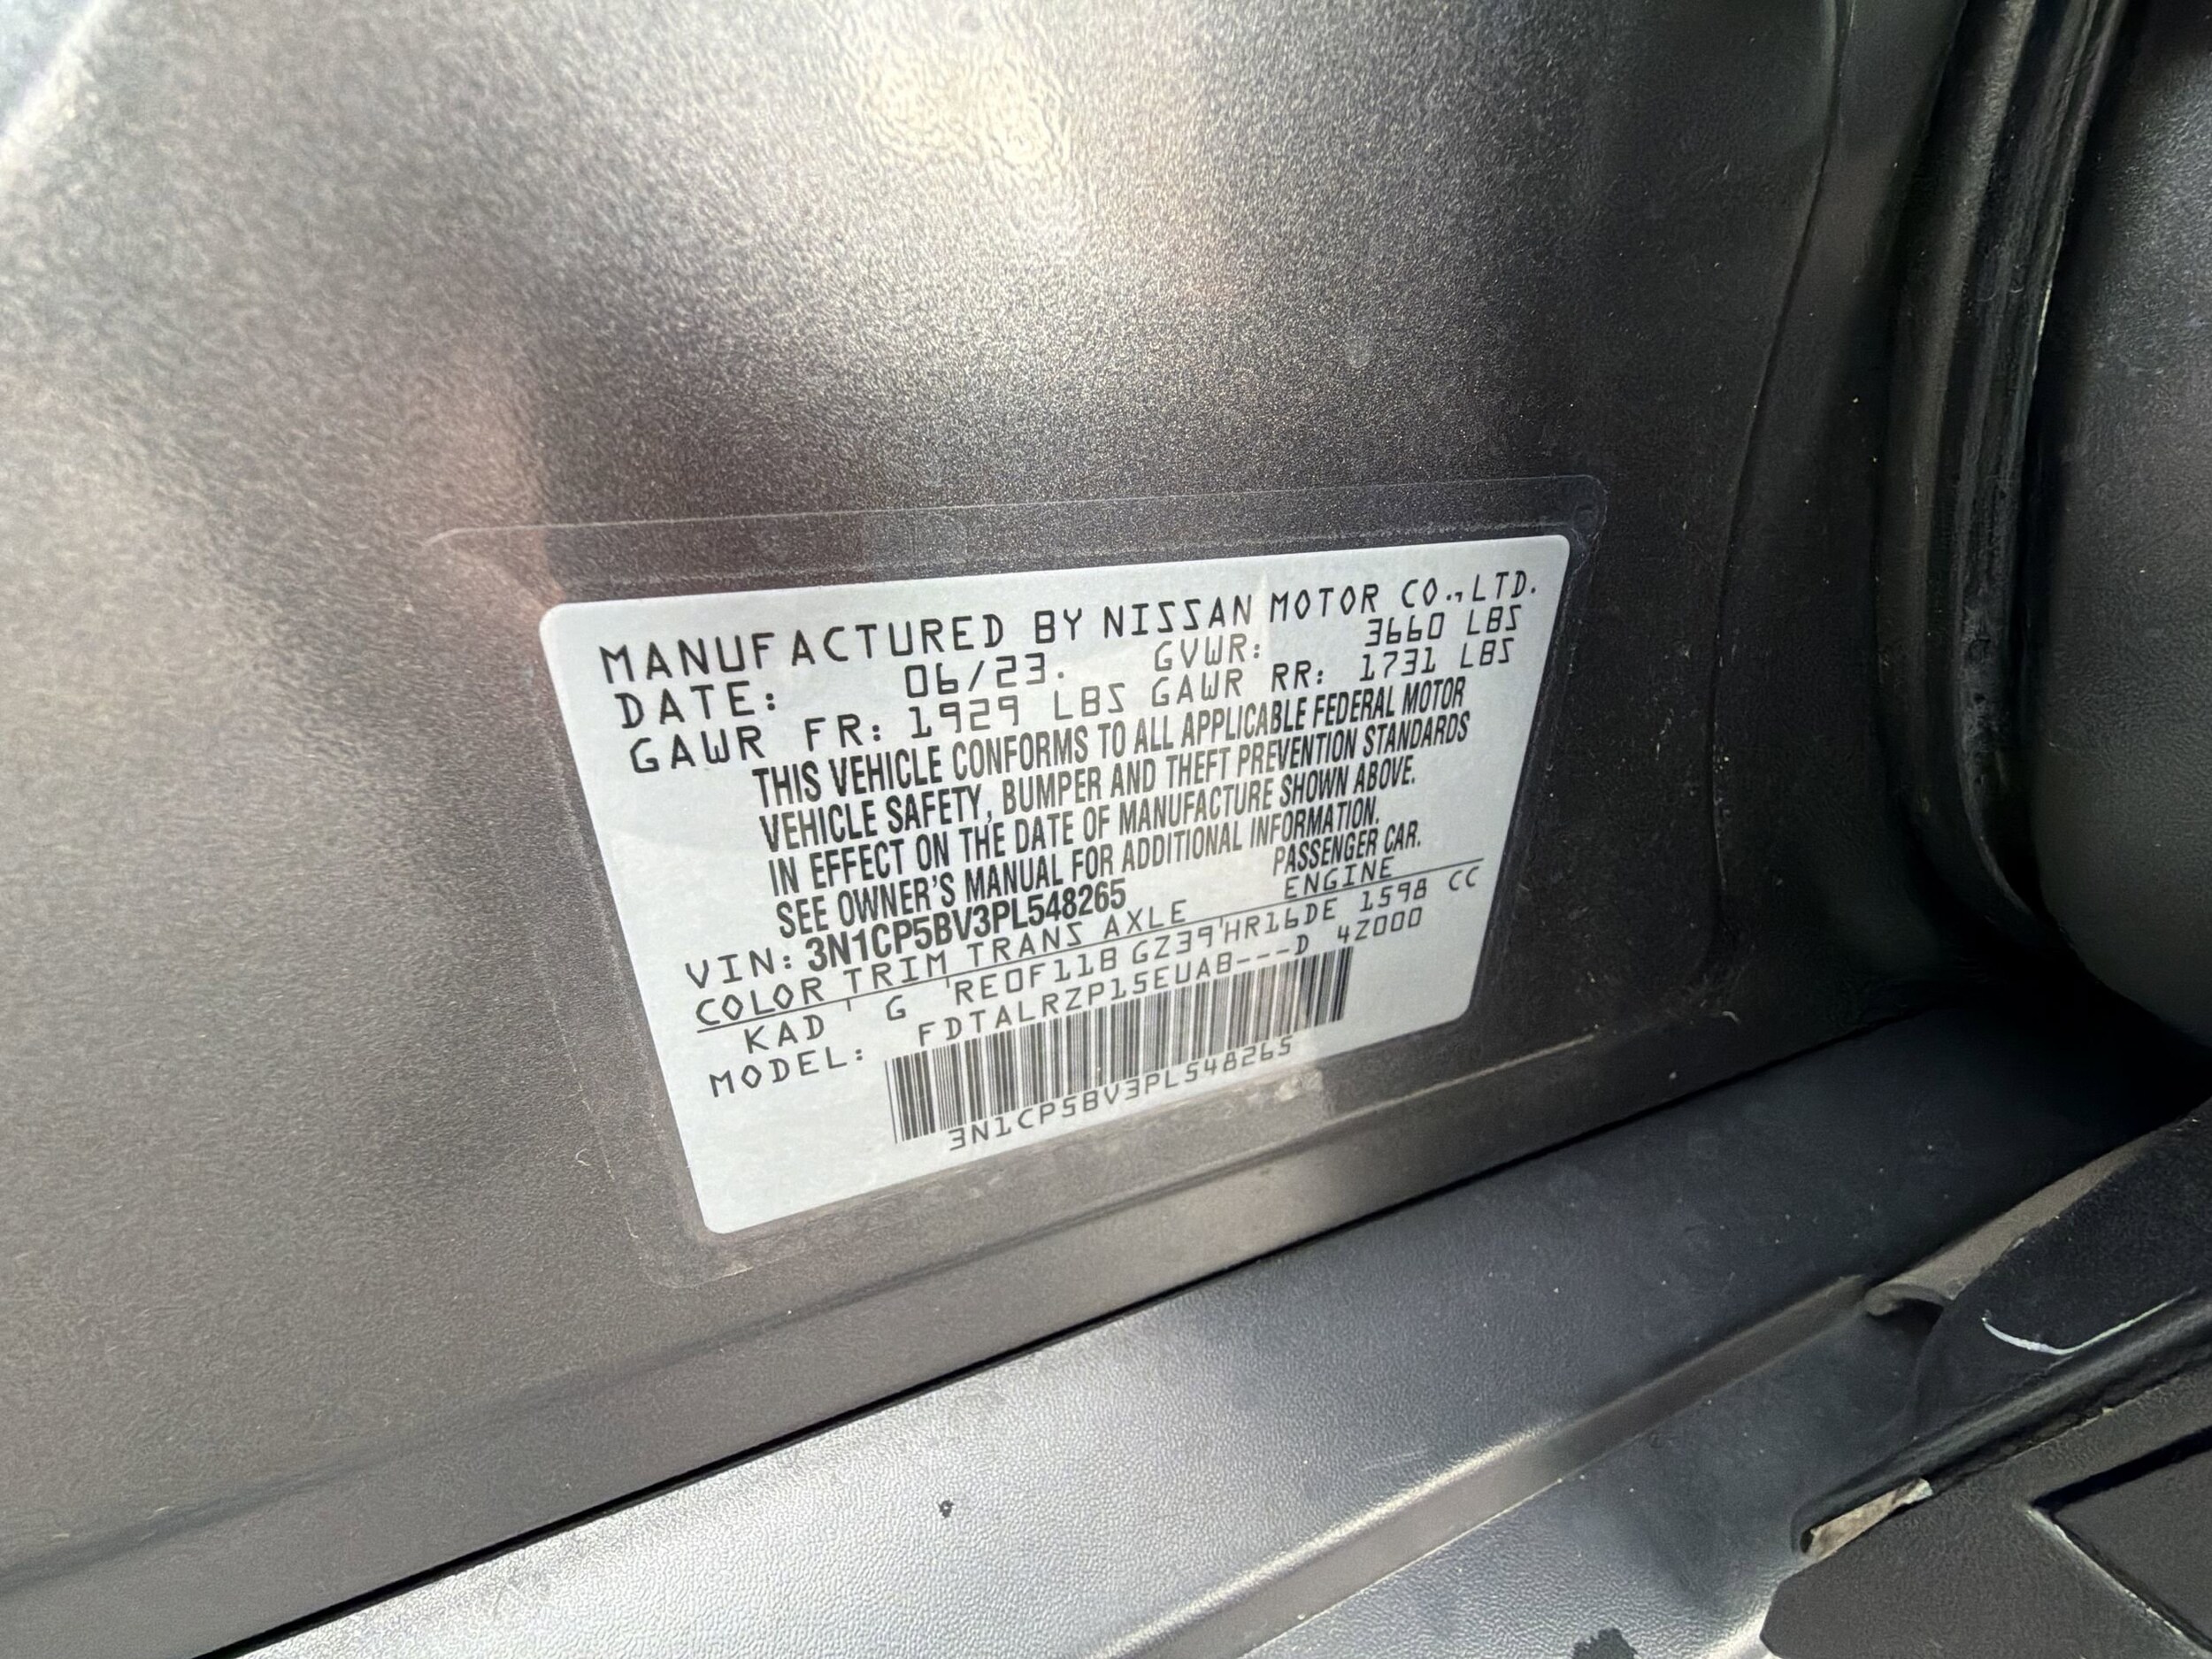 MANUFACTURED BY NISSAN MOTOR CO.,LTD.
DATE: 06/23. GVWR: 3660 LBS
GAWR FR: 1929 LBS GAWR RR: 1731 LBS
THIS VEHICLE CONFORMS TO ALL APPLICABLE FEDERAL MOTOR
VEHICLE SAFETY, BUMPER AND THEFT PREVENTION STANDARDS
IN EFFECT ON THE DATE OF MANUFACTURE SHOWN ABOVE.
SEE OWNER'S MANUAL FOR ADDITIONAL INFORMATION.
VIN: 3N1CP5BV3PL548265 PASSENGER CAR.
COLOR TRIM TRANS AXLE ENGINE
KAD G RE0F11B GZ39 HR16DE 1598 CC
MODEL: FDTALRZP15EUAB---D 4Z000
3N1CP5BV3PL548265